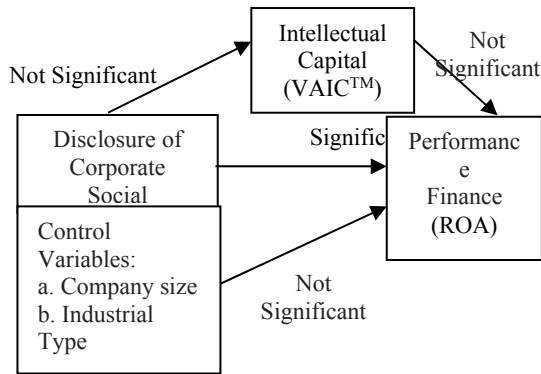 Intellectual
Capital
(VAIC™)
Not
Significant
Not Significant
Disclosure of
Corporate
Social
Signific
Performanc
e
Finance
(ROA)
Control
Variables:
a. Company size
b. Industrial
Type
Not
Significant